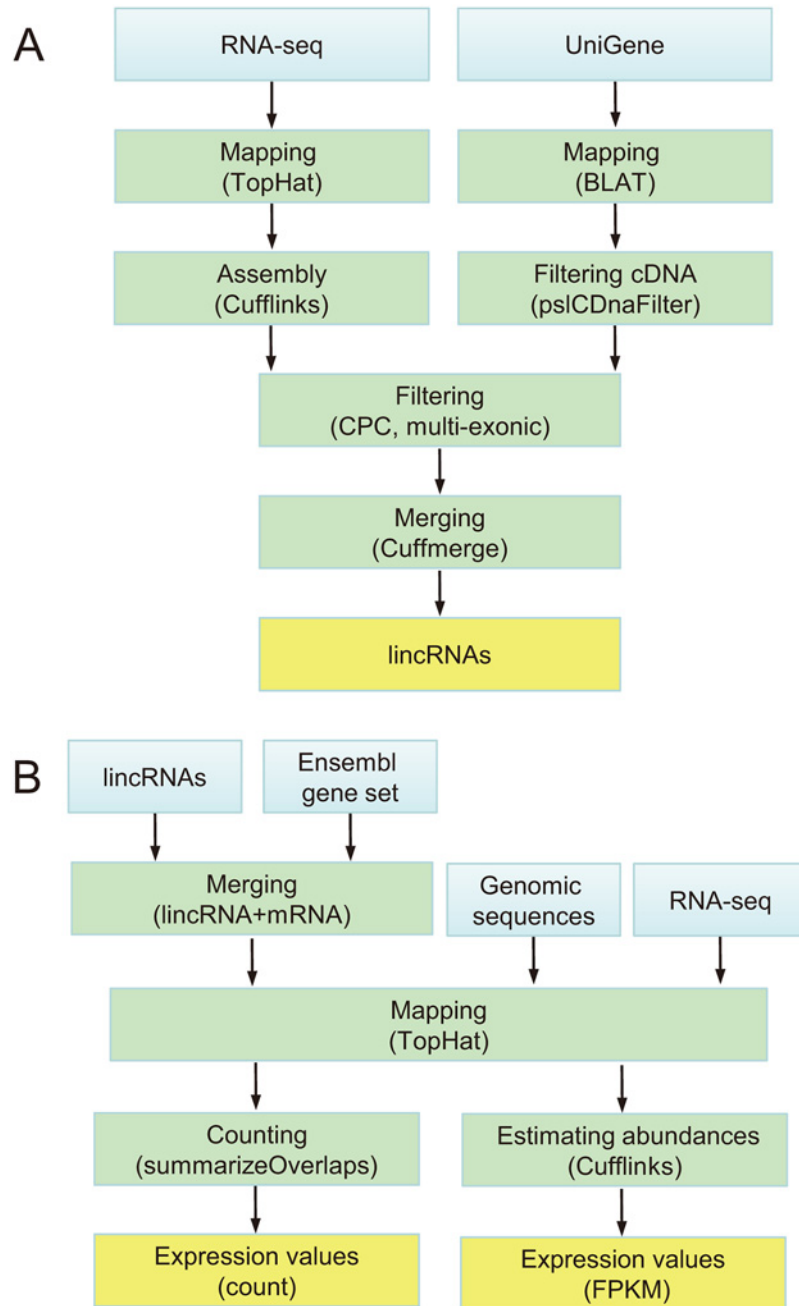 A
RNA-seq
UniGene
Mapping
(TopHat)
Mapping
(BLAT)
Assembly
(Cufflinks)
Filtering cDNA
(pslCDnaFilter)
Filtering
(CPC, multi-exonic)
Merging
(Cuffmerge)
lincRNAs
B
lincRNAs
Ensembl
gene set
Merging
(lincRNA+mRNA)
Genomic
sequences
RNA-seq
Mapping
(TopHat)
Counting
(summarizeOverlaps)
Estimating abundances
(Cufflinks)
Expression values
(count)
Expression values
(FPKM)